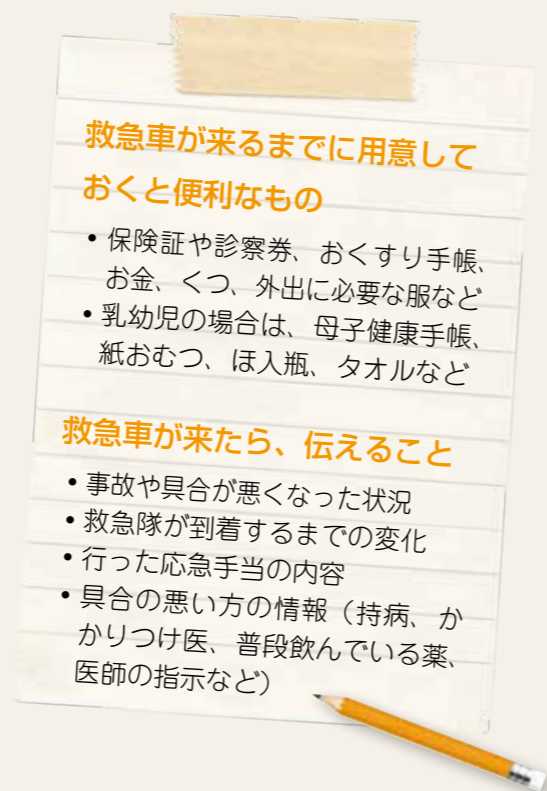 救急車が来るまでに用意して
おくと便利なもの
• 保険証や診察券、おくすり手帳、
お金、くつ、外出に必要な服など
• 乳幼児の場合は、母子健康手帳、
紙おむつ、ほ入瓶、タオルなど
救急車が来たら、伝えること
• 事故や具合が悪くなった状況
• 救急隊が到着するまでの変化
• 行った応急手当の内容
• 具合の悪い方の情報（持病、か
かりつけ医、普段飲んでいる薬、
医師の指示など）